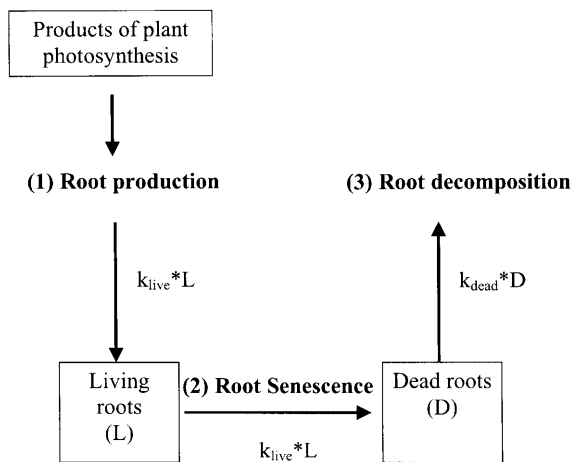 Products of plant
photosynthesis
(1) Root production
(3) Root decomposition
k_live*L
k_dead*D
Living
roots
(L)
(2) Root Senescence
k_live*L
Dead roots
(D)